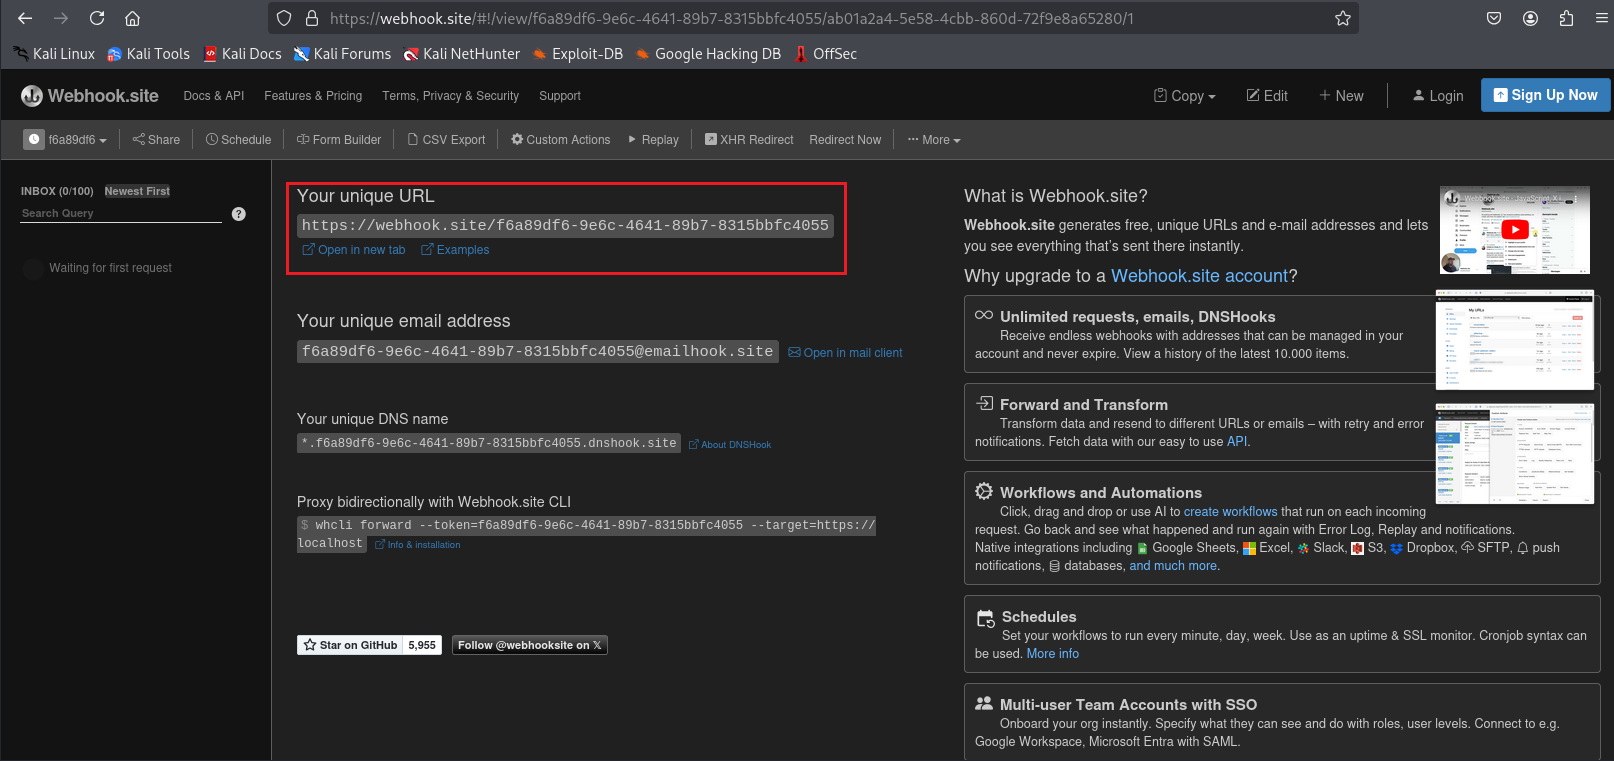 https://webhook.site/#!/view/f6a89df6-9e6c-4641-89b7-8315bbfc4055/ab01a2a4-5e58-4cbb-860d-72f9e8a65280/1
Kali Linux Kali Tools Kali Docs Kali Forums Kali NetHunter Exploit-DB Google Hacking DB OffSec
Webhook.site Docs & API Features & Pricing Terms, Privacy & Security Support Copy Edit New Login Sign Up Now
f6a89df6 Share Schedule Form Builder CSV Export Custom Actions Replay XHR Redirect Redirect Now More
INBOX (0/100) Newest First
Search Query ?
Waiting for first request
Your unique URL
https://webhook.site/f6a89df6-9e6c-4641-89b7-8315bbfc4055
Open in new tab Examples
Your unique email address
f6a89df6-9e6c-4641-89b7-8315bbfc4055@emailhook.site Open in mail client
Your unique DNS name
*.f6a89df6-9e6c-4641-89b7-8315bbfc4055.dnshook.site About DNSHook
Proxy bidirectionally with Webhook.site CLI
$ whcli forward --token=f6a89df6-9e6c-4641-89b7-8315bbfc4055 --target=https://
localhost Info & installation
Star on GitHub 5,955 Follow @webhooksite on 𝕏
What is Webhook.site?
Webhook.site generates free, unique URLs and e-mail addresses and lets
you see everything that's sent there instantly.
Why upgrade to a Webhook.site account?
Unlimited requests, emails, DNSHooks
Receive endless webhooks with addresses that can be managed in your
account and never expire. View a history of the latest 10.000 items.
Forward and Transform
Transform data and resend to different URLs or emails – with retry and error
notifications. Fetch data with our easy to use API.
Workflows and Automations
Click, drag and drop or use AI to create workflows that run on each incoming
request. Go back and see what happened and run again with Error Log, Replay and notifications.
Native integrations including Google Sheets, Excel, Slack, S3, Dropbox, SFTP, push
notifications, databases, and much more.
Schedules
Set your workflows to run every minute, day, week. Use as an uptime & SSL monitor. Cronjob syntax can
be used. More info
Multi-user Team Accounts with SSO
Onboard your org instantly. Specify what they can see and do with roles, user levels. Connect to e.g.
Google Workspace, Microsoft Entra with SAML.